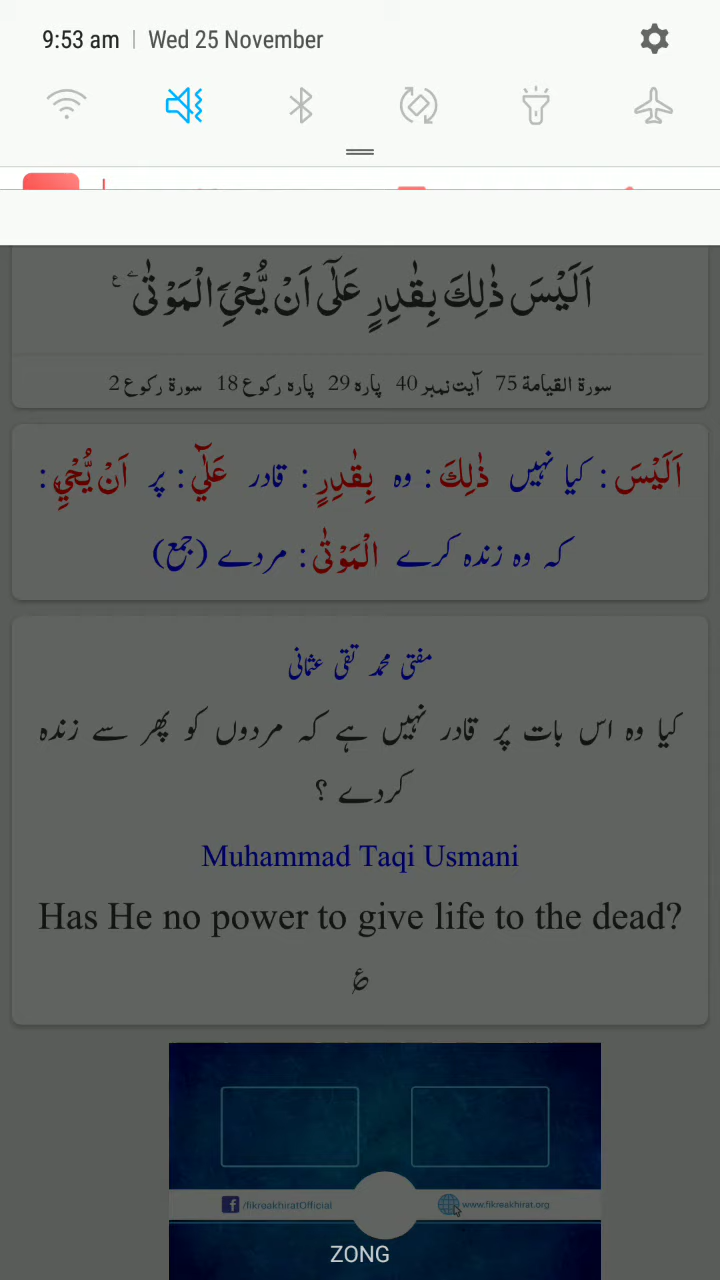 9:53 am | Wed 25 November
اَلَيْسَ ذٰلِكَ بِقٰدِرٍ عَلٰٓى اَنْ يُّحْيِۦَ الْمَوْتٰى
سورة القيامة 75 آیت نمبر 40 پارہ 29 پارہ رکوع 18 سورۃ رکوع 2
اَلَيْسَ : کیا نہیں ذٰلِكَ : وہ بِقٰدِرٍ : قادر عَلٰٓي : پر اَنْ يُّحْيِۦ :
کہ وہ زندہ کرے الْمَوْتٰى : مردے (جمع)
مفتی محمد تقی عثمانی
کیا وہ اس بات پر قادر نہیں ہے کہ مردوں کو پھر سے زندہ
کردے ؟
Muhammad Taqi Usmani
Has He no power to give life to the dead?
؏
/fikreakhiratOfficial www.fikreakhirat.org
ZONG